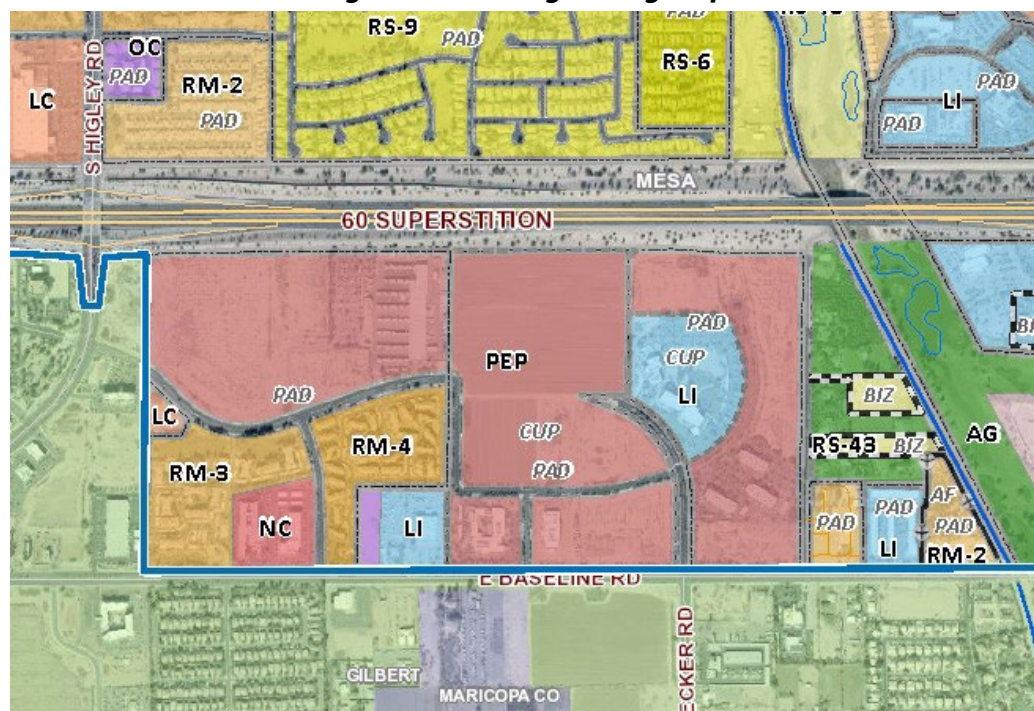 RS-9
PAD
PAD
OC
PAD
RM-2
PAD
RS-6
LC
LI
PAD
PAD
S HIGLEY RD
MESA
60 SUPERSTITION
PAD
CUP
LI
PEP
PAD
LC
CUP
PAD
BIZ
RM-4
RM-3
RS-43
BIZ
AG
NC
LI
PAD
PAD
LI
AF
PAD
RM-2
E BASELINE RD
ECKER RD
GILBERT
MARICOPA CO